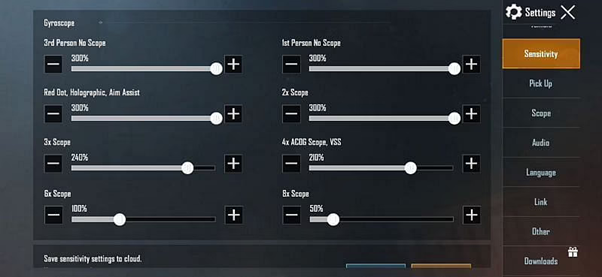 Gyroscope
Settings
3rd Person No Scope
1st Person No Scope
300%
300%
Sensitivity
Pick Up
Red Dot, Holographic, Aim Assist
2x Scope
300%
300%
Scope
3x Scope
4x ACOG Scope, VSS
Audio
240%
210%
Language
6x Scope
8x Scope
100%
50%
Link
Other
Save sensitivity settings to cloud.
Downloads